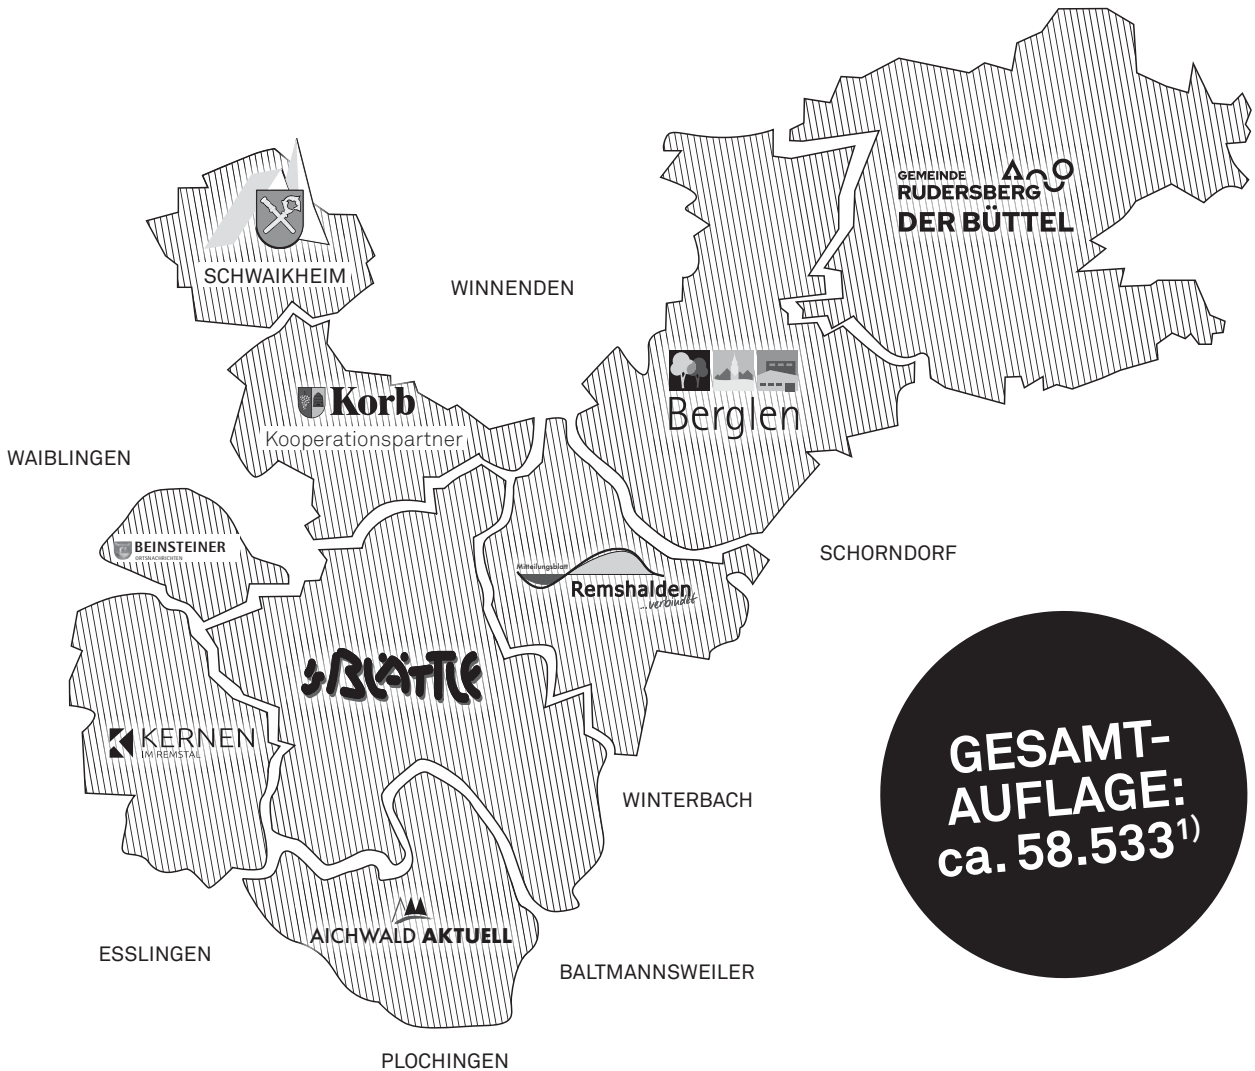 GEMEINDE
RUDERSBERG
DER BÜTTEL
SCHWAIKHEIM
WINNENDEN
Korb
Kooperationspartner
Berglen
WAIBLINGEN
BEINSTEINER
ORTSNACHRICHTEN
SCHORNDORF
Mitteilungsblatt
Remshalden
...verbindet
s'BLÄTTLE
KERNEN
IM REMSTAL
GESAMT-
AUFLAGE:
ca. 58.533¹⁾
WINTERBACH
AICHWALD AKTUELL
ESSLINGEN
BALTMANNSWEILER
PLOCHINGEN